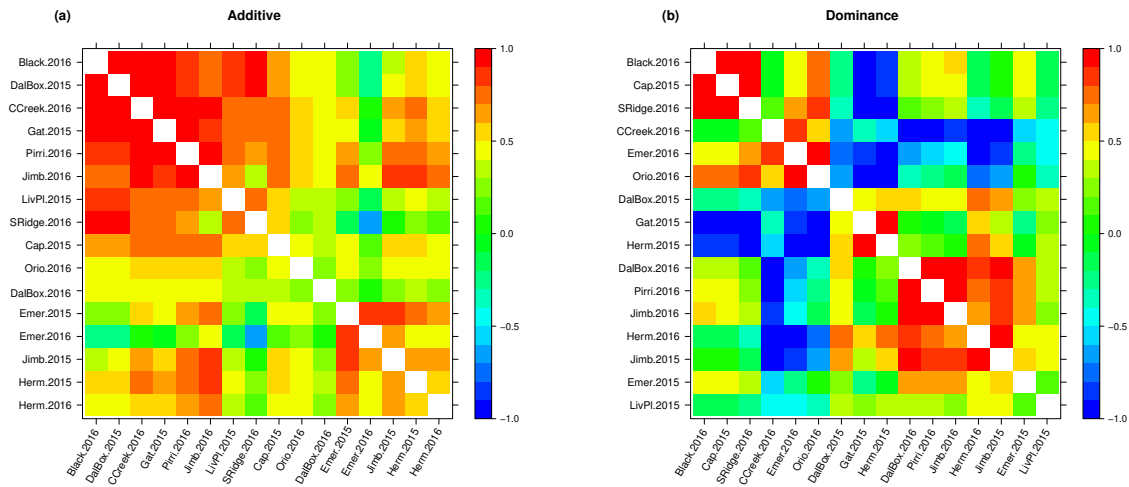 (a) Additive
Black.2016
DalBox.2015
CCreek.2016
Gat.2015
Pirri.2016
Jimb.2016
LivPl.2015
SRidge.2016
Cap.2015
Orio.2016
DalBox.2016
Emer.2015
Emer.2016
Jimb.2015
Herm.2015
Herm.2016
Black.2016 DalBox.2015 CCreek.2016 Gat.2015 Pirri.2016 Jimb.2016 LivPl.2015 SRidge.2016 Cap.2015 Orio.2016 DalBox.2016 Emer.2015 Emer.2016 Jimb.2015 Herm.2015 Herm.2016
1.0
0.5
0.0
−0.5
−1.0
(b) Dominance
Black.2016
Cap.2015
SRidge.2016
CCreek.2016
Emer.2016
Orio.2016
DalBox.2015
Gat.2015
Herm.2015
DalBox.2016
Pirri.2016
Jimb.2016
Herm.2016
Jimb.2015
Emer.2015
LivPl.2015
Black.2016 Cap.2015 SRidge.2016 CCreek.2016 Emer.2016 Orio.2016 DalBox.2015 Gat.2015 Herm.2015 DalBox.2016 Pirri.2016 Jimb.2016 Herm.2016 Jimb.2015 Emer.2015 LivPl.2015
1.0
0.5
0.0
−0.5
−1.0